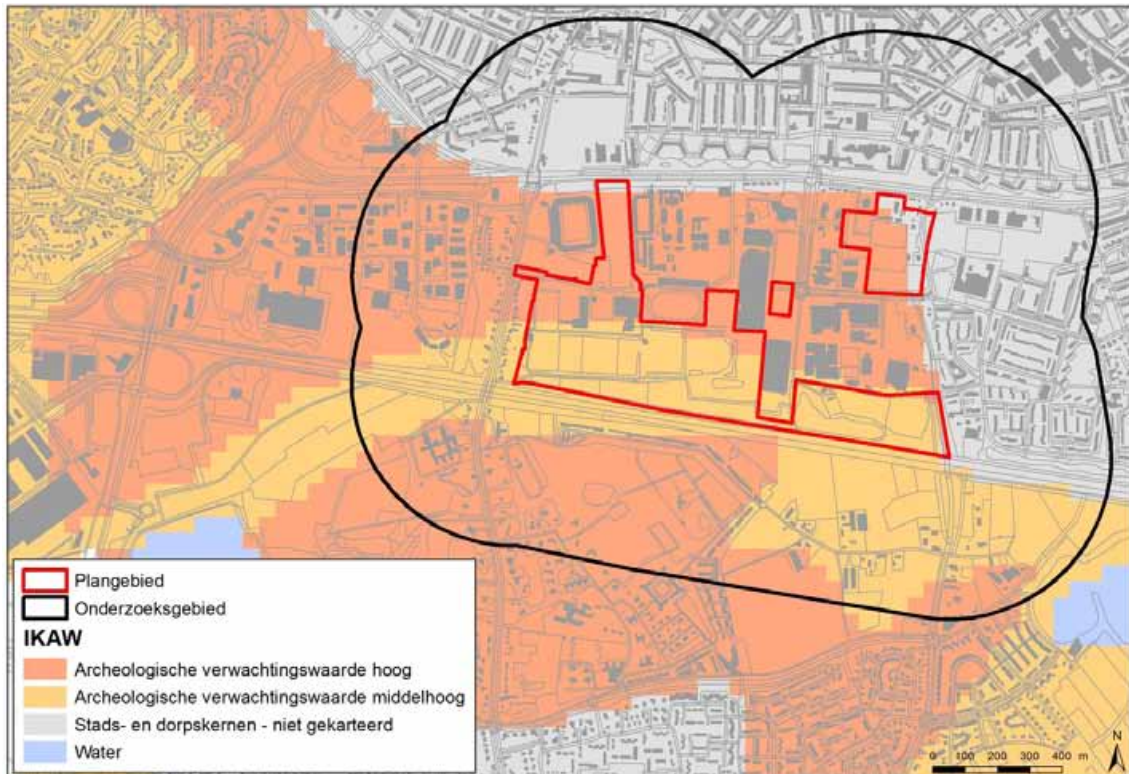 Plangebied
Onderzoeksgebied
IKAW
Archeologische verwachtingswaarde hoog
Archeologische verwachtingswaarde middelhoog
Stads- en dorpskernen - niet gekarteerd
Water
N
0 100 200 300 400 m